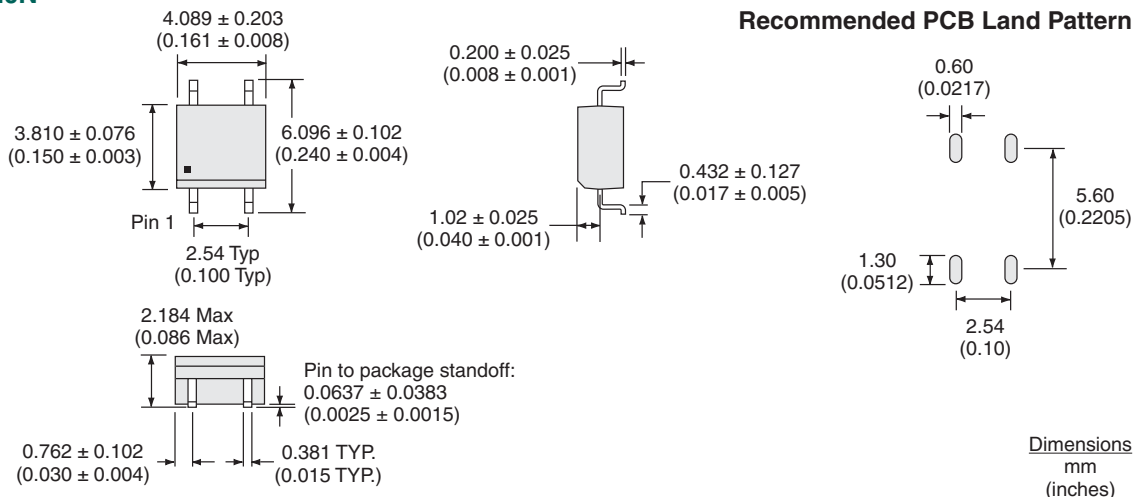 Recommended PCB Land Pattern
4.089 ± 0.203
(0.161 ± 0.008)
3.810 ± 0.076
(0.150 ± 0.003)
6.096 ± 0.102
(0.240 ± 0.004)
Pin 1
2.54 Typ
(0.100 Typ)
0.200 ± 0.025
(0.008 ± 0.001)
0.432 ± 0.127
(0.017 ± 0.005)
1.02 ± 0.025
(0.040 ± 0.001)
0.60
(0.0217)
5.60
(0.2205)
1.30
(0.0512)
2.54
(0.10)
2.184 Max
(0.086 Max)
Pin to package standoff:
0.0637 ± 0.0383
(0.0025 ± 0.0015)
0.762 ± 0.102
(0.030 ± 0.004)
0.381 TYP.
(0.015 TYP.)
Dimensions
mm
(inches)